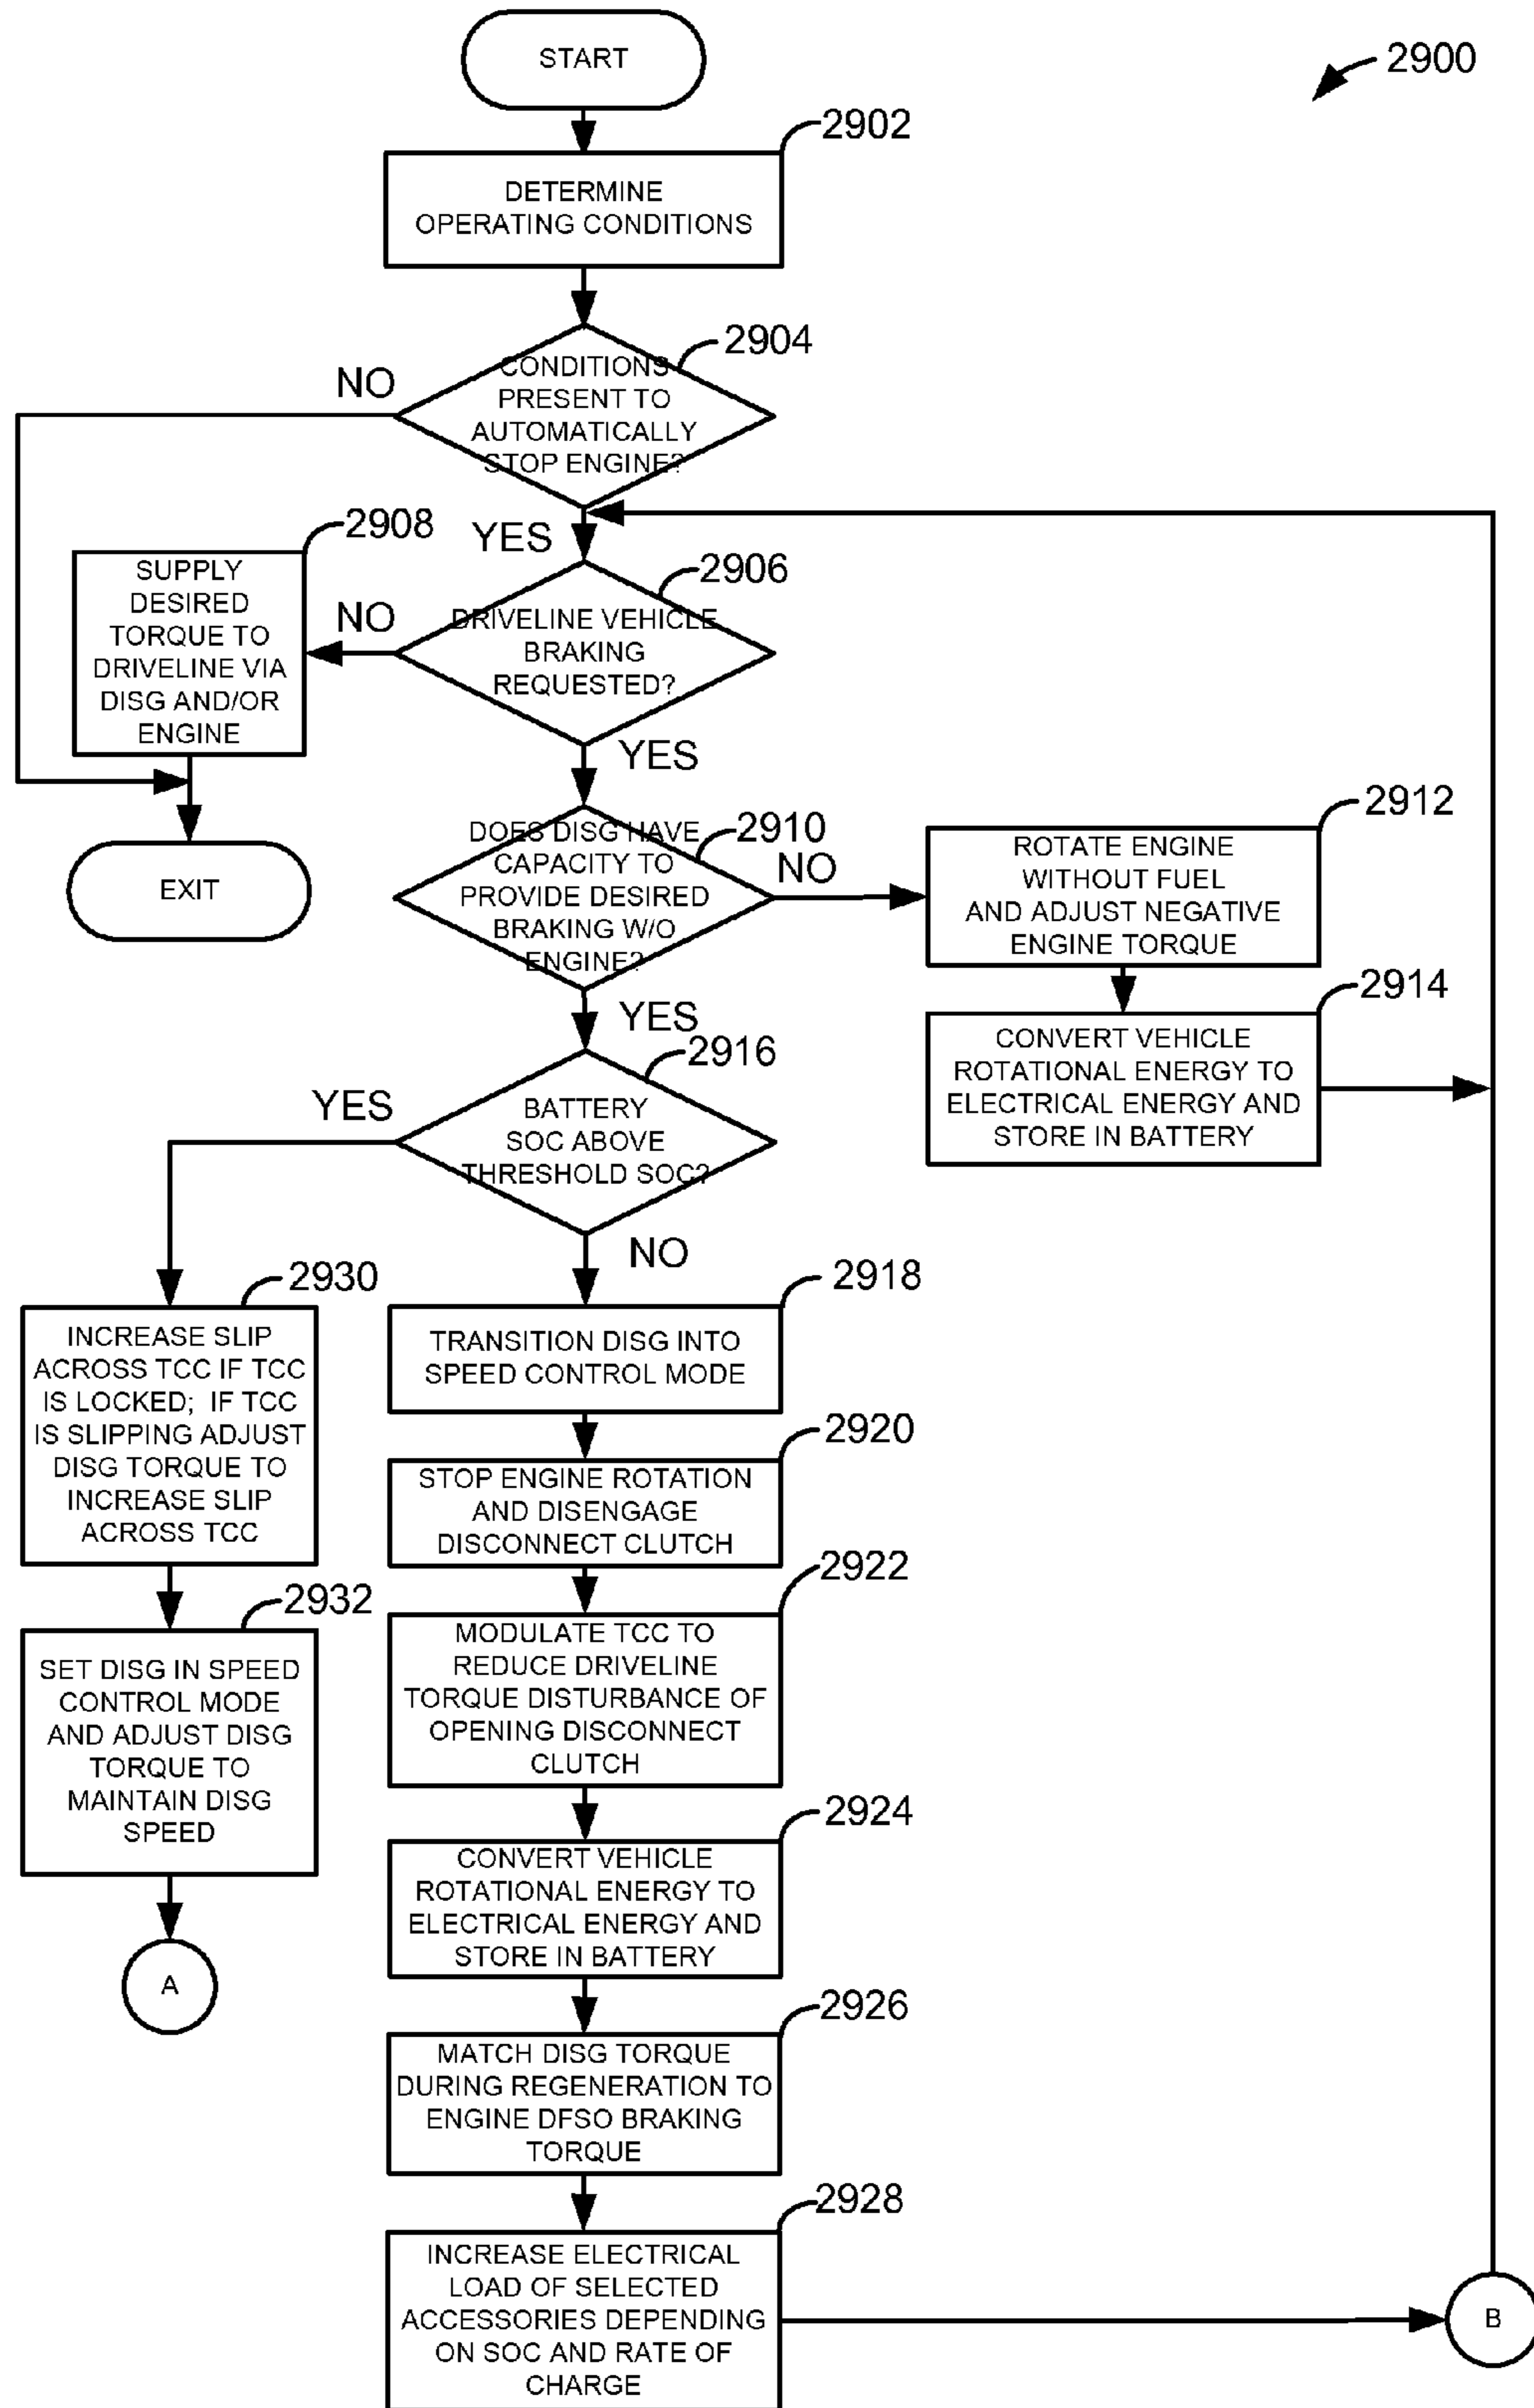 START
2900
2902
DETERMINE
OPERATING CONDITIONS
2904
CONDITIONS
PRESENT TO
AUTOMATICALLY
STOP ENGINE?
NO
YES
2908
SUPPLY
DESIRED
TORQUE TO
DRIVELINE VIA
DISG AND/OR
ENGINE
2906
DRIVELINE VEHICLE
BRAKING
REQUESTED?
NO
YES
EXIT
2910
DOES DISG HAVE
CAPACITY TO
PROVIDE DESIRED
BRAKING W/O
ENGINE?
NO
YES
2912
ROTATE ENGINE
WITHOUT FUEL
AND ADJUST NEGATIVE
ENGINE TORQUE
2914
CONVERT VEHICLE
ROTATIONAL ENERGY TO
ELECTRICAL ENERGY AND
STORE IN BATTERY
2916
BATTERY
SOC ABOVE
THRESHOLD SOC?
YES
NO
2930
INCREASE SLIP
ACROSS TCC IF TCC
IS LOCKED; IF TCC
IS SLIPPING ADJUST
DISG TORQUE TO
INCREASE SLIP
ACROSS TCC
2932
SET DISG IN SPEED
CONTROL MODE
AND ADJUST DISG
TORQUE TO
MAINTAIN DISG
SPEED
A
2918
TRANSITION DISG INTO
SPEED CONTROL MODE
2920
STOP ENGINE ROTATION
AND DISENGAGE
DISCONNECT CLUTCH
2922
MODULATE TCC TO
REDUCE DRIVELINE
TORQUE DISTURBANCE OF
OPENING DISCONNECT
CLUTCH
2924
CONVERT VEHICLE
ROTATIONAL ENERGY TO
ELECTRICAL ENERGY AND
STORE IN BATTERY
2926
MATCH DISG TORQUE
DURING REGENERATION TO
ENGINE DFSO BRAKING
TORQUE
2928
INCREASE ELECTRICAL
LOAD OF SELECTED
ACCESSORIES DEPENDING
ON SOC AND RATE OF
CHARGE
B